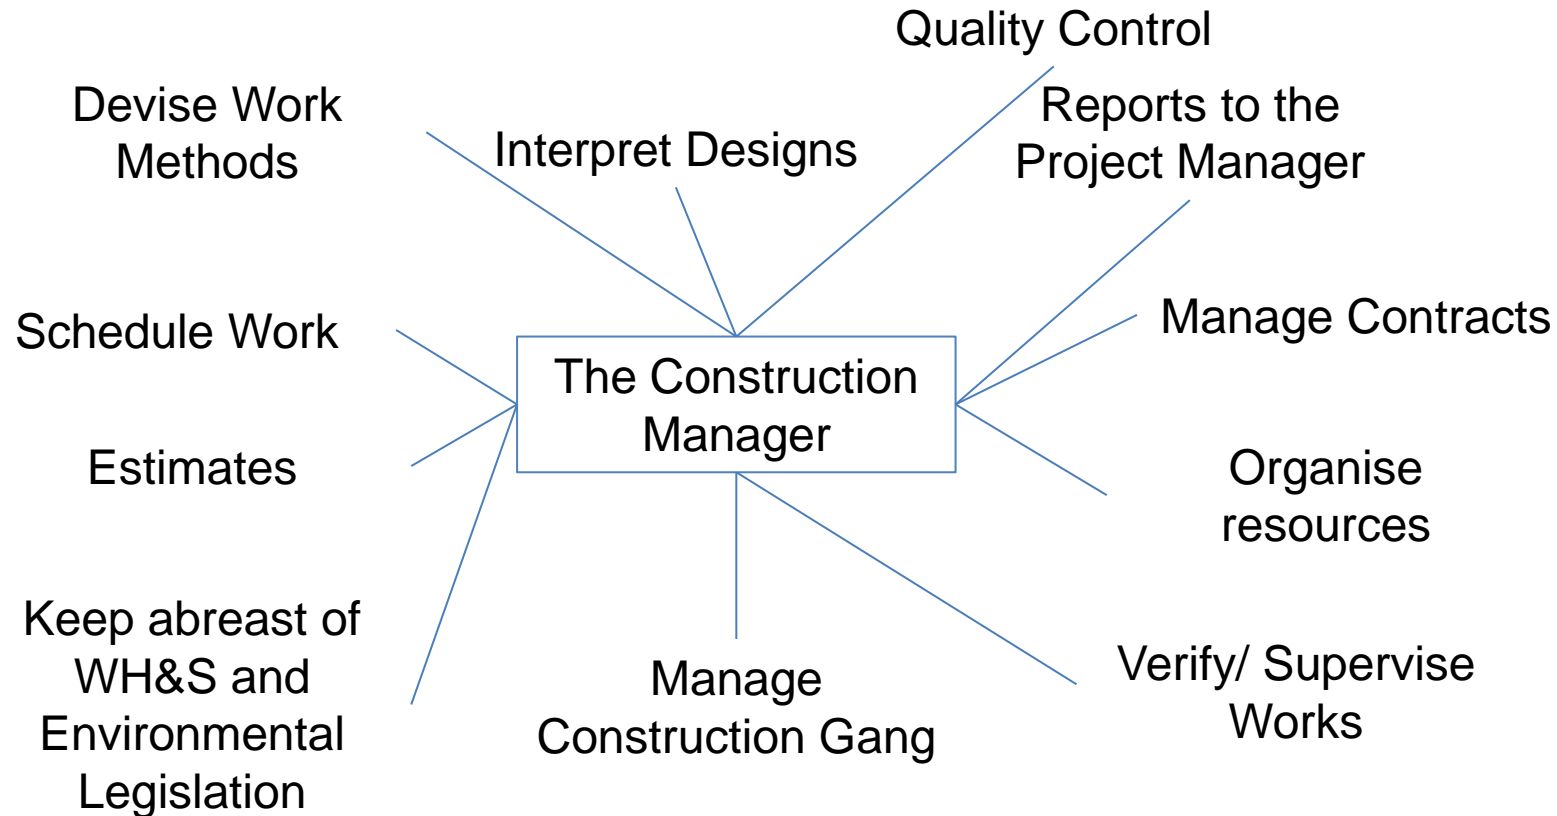 Quality Control
Devise Work
Methods
Interpret Designs
Reports to the
Project Manager
Schedule Work
Manage Contracts
The Construction
Manager
Estimates
Organise
resources
Keep abreast of
WH&S and
Environmental
Legislation
Manage
Construction Gang
Verify/ Supervise
Works